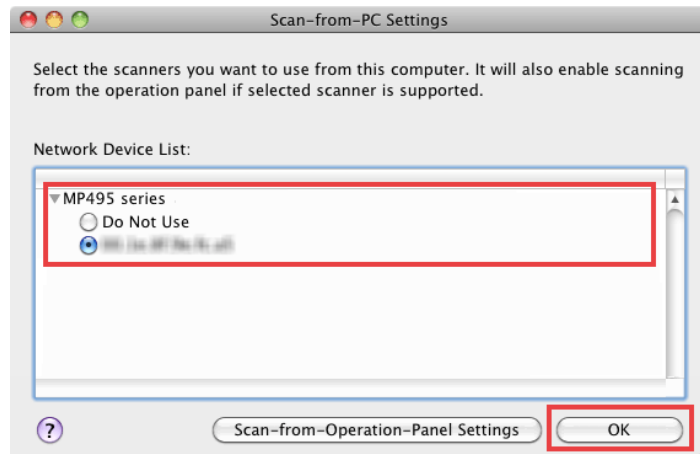 Scan-from-PC Settings
Select the scanners you want to use from this computer. It will also enable scanning
from the operation panel if selected scanner is supported.
Network Device List:
MP495 series
Do Not Use
?
Scan-from-Operation-Panel Settings
OK